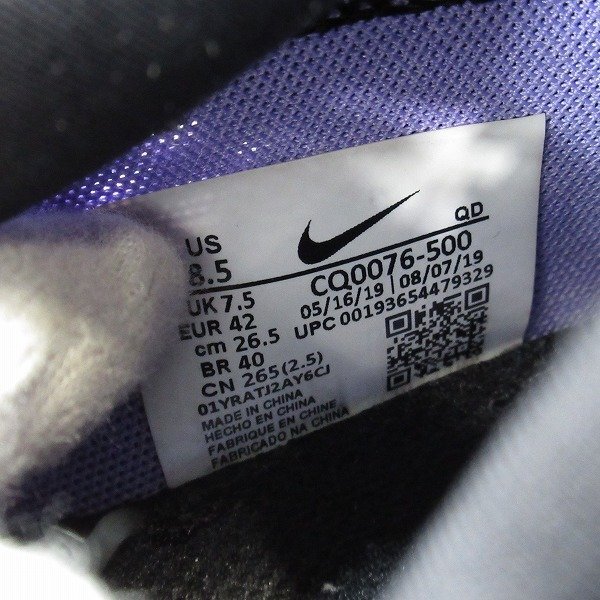 US
8.5
QD
CQ0076-500
UK 7.5
05/16/19 | 08/07/19
EUR 42
UPC 00193654479329
cm 26.5
BR 40
CN 265(2.5)
01YRATJ2AY6CJ
MADE IN CHINA
HECHO EN CHINA
FABRIQUE EN CHINE
FABRICADO NA CHINA